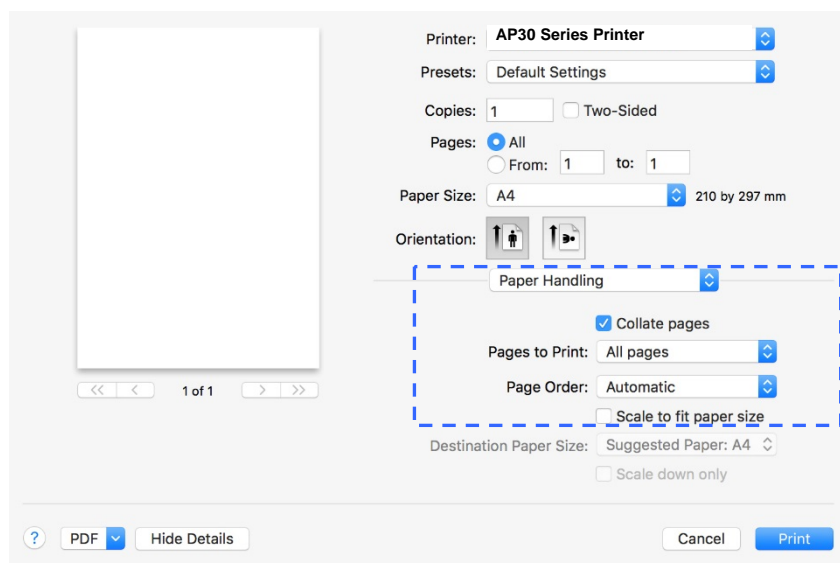 Printer: AP30 Series Printer
Presets: Default Settings
Copies: 1 Two-Sided
Pages: All
From: 1 to: 1
Paper Size: A4 210 by 297 mm
Orientation:
Paper Handling
Collate pages
Pages to Print: All pages
Page Order: Automatic
Scale to fit paper size
Destination Paper Size: Suggested Paper: A4
Scale down only
<< < 1 of 1 > >>
? PDF Hide Details Cancel Print